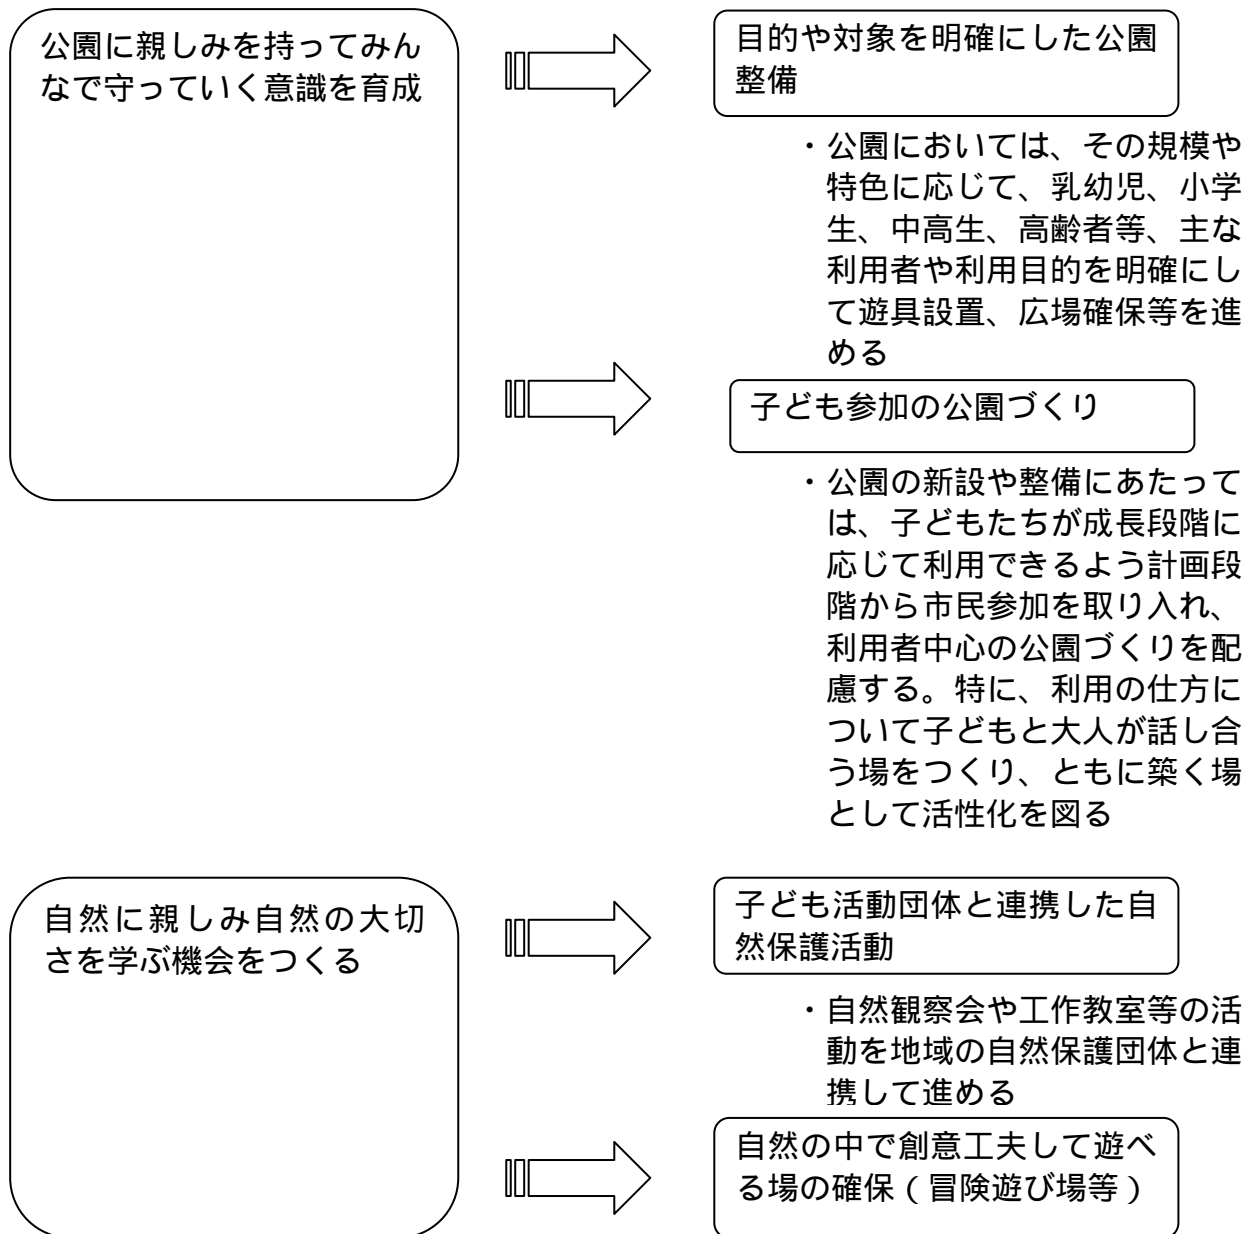 公園に親しみを持ってみん
なで守っていく意識を育成
目的や対象を明確にした公園
整備
・公園においては、その規模や
特色に応じて、乳幼児、小学
生、中高生、高齢者等、主な
利用者や利用目的を明確にし
て遊具設置、広場確保等を進
める
子ども参加の公園づくり
・公園の新設や整備にあたって
は、子どもたちが成長段階に
応じて利用できるよう計画段
階から市民参加を取り入れ、
利用者中心の公園づくりを配
慮する。特に、利用の仕方に
ついて子どもと大人が話し合
う場をつくり、ともに築く場
として活性化を図る
自然に親しみ自然の大切
さを学ぶ機会をつくる
子ども活動団体と連携した自
然保護活動
・自然観察会や工作教室等の活
動を地域の自然保護団体と連
携して進める
自然の中で創意工夫して遊べ
る場の確保（冒険遊び場等）